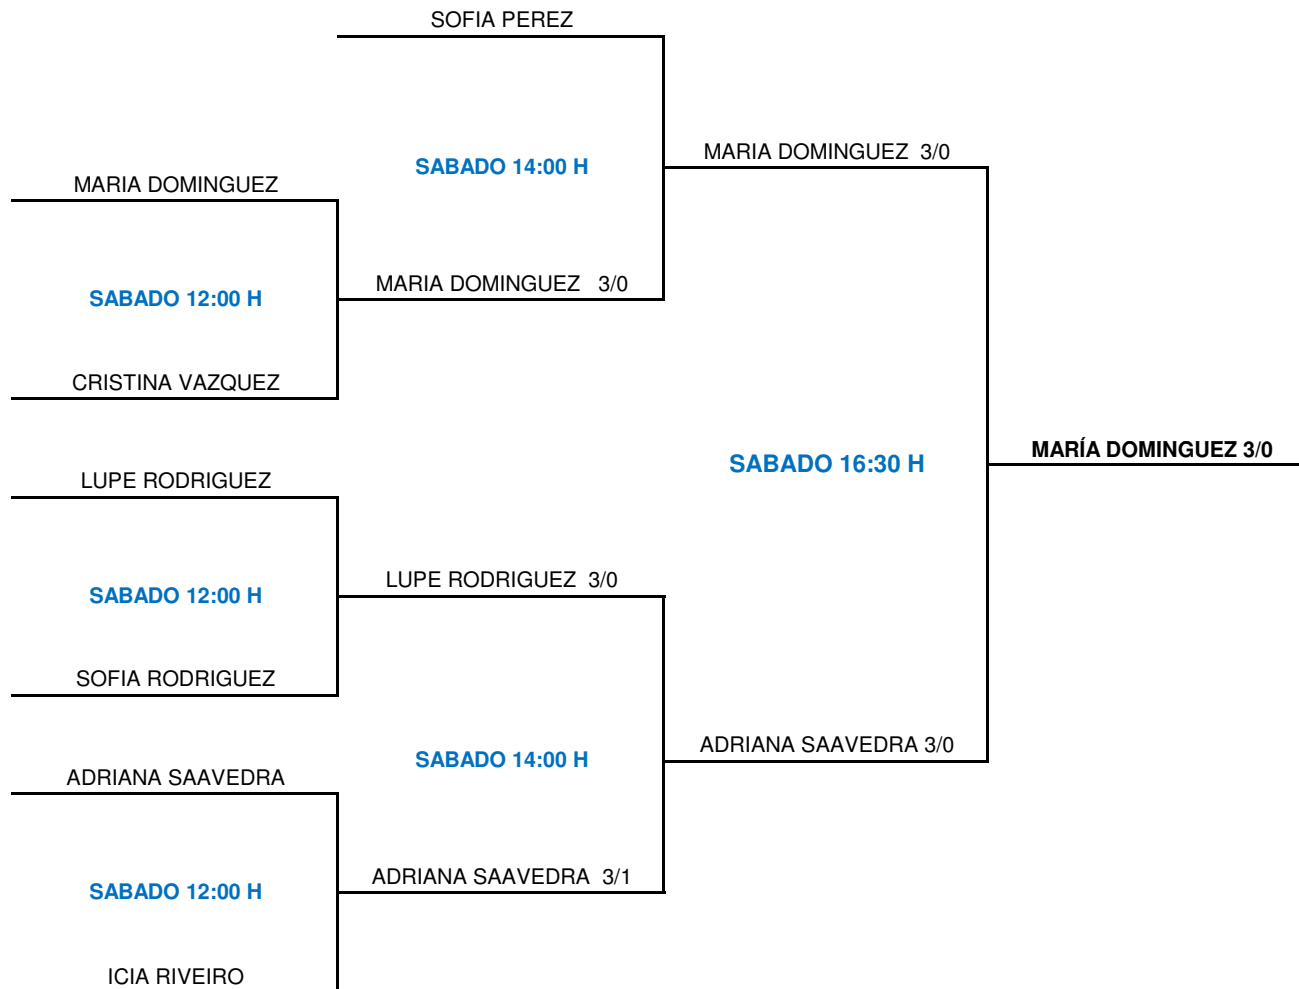 SOFIA PEREZ
MARIA DOMINGUEZ 3/0
SABADO 14:00 H
MARIA DOMINGUEZ
MARIA DOMINGUEZ 3/0
SABADO 12:00 H
CRISTINA VAZQUEZ
MARÍA DOMINGUEZ 3/0
SABADO 16:30 H
LUPE RODRIGUEZ
LUPE RODRIGUEZ 3/0
SABADO 12:00 H
SOFIA RODRIGUEZ
ADRIANA SAAVEDRA 3/0
SABADO 14:00 H
ADRIANA SAAVEDRA
ADRIANA SAAVEDRA 3/1
SABADO 12:00 H
ICIA RIVEIRO